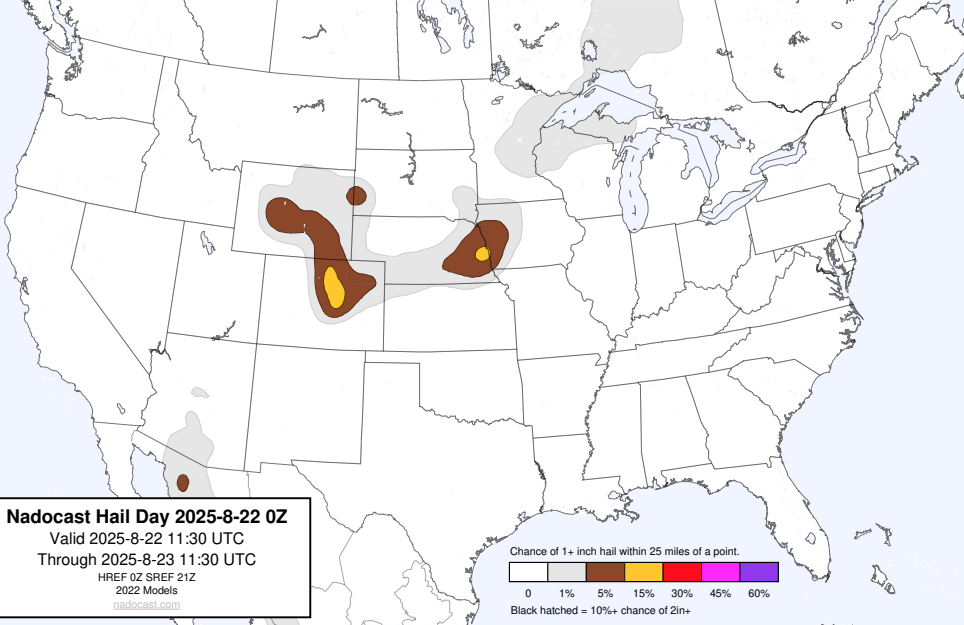 Nadocast Hail Day 2025-8-22 0Z
Valid 2025-8-22 11:30 UTC
Through 2025-8-23 11:30 UTC
HREF 0Z SREF 21Z
2022 Models
nadocast.com
Chance of 1+ inch hail within 25 miles of a point.
0 1% 5% 15% 30% 45% 60%
Black hatched = 10%+ chance of 2in+